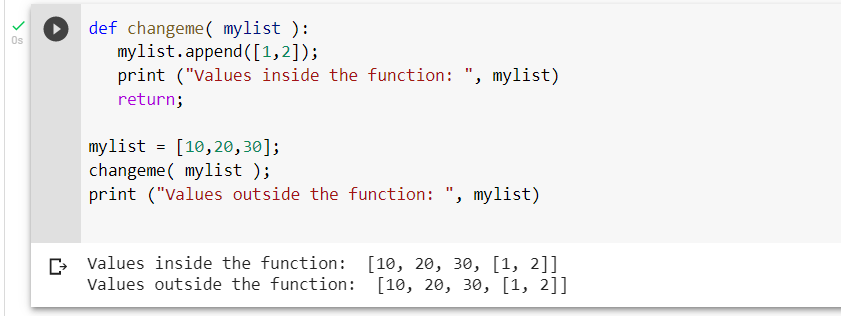 0s
def changeme( mylist ):
   mylist.append([1,2]);
   print ("Values inside the function: ", mylist)
   return;

mylist = [10,20,30];
changeme( mylist );
print ("Values outside the function: ", mylist)

Values inside the function:  [10, 20, 30, [1, 2]]
Values outside the function:  [10, 20, 30, [1, 2]]